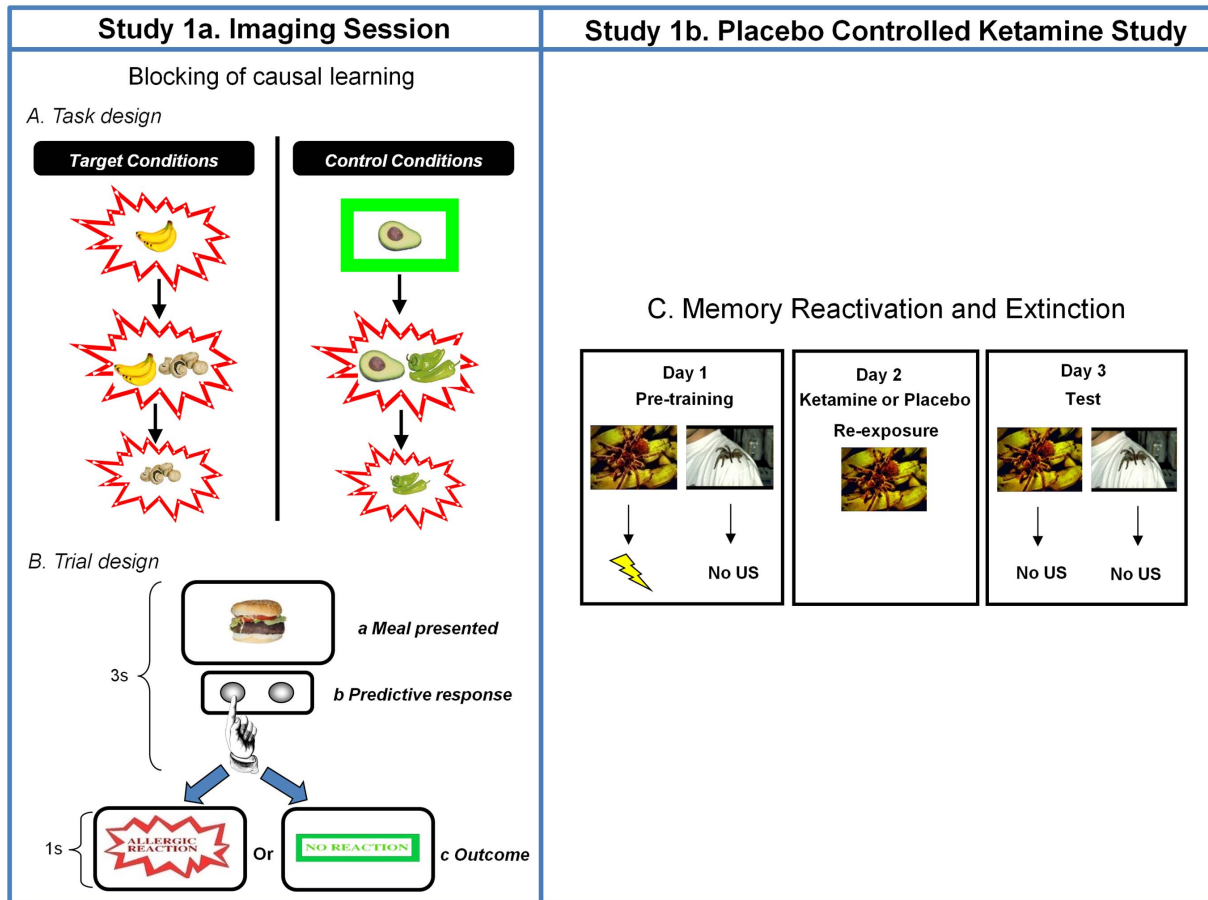 Study 1a. Imaging Session
Blocking of causal learning
A. Task design
Target Conditions
Control Conditions
B. Trial design
3s
a Meal presented
b Predictive response
1s
ALLERGIC
REACTION
Or
NO REACTION
c Outcome
Study 1b. Placebo Controlled Ketamine Study
C. Memory Reactivation and Extinction
Day 1
Pre-training
No US
Day 2
Ketamine or Placebo
Re-exposure
Day 3
Test
No US
No US